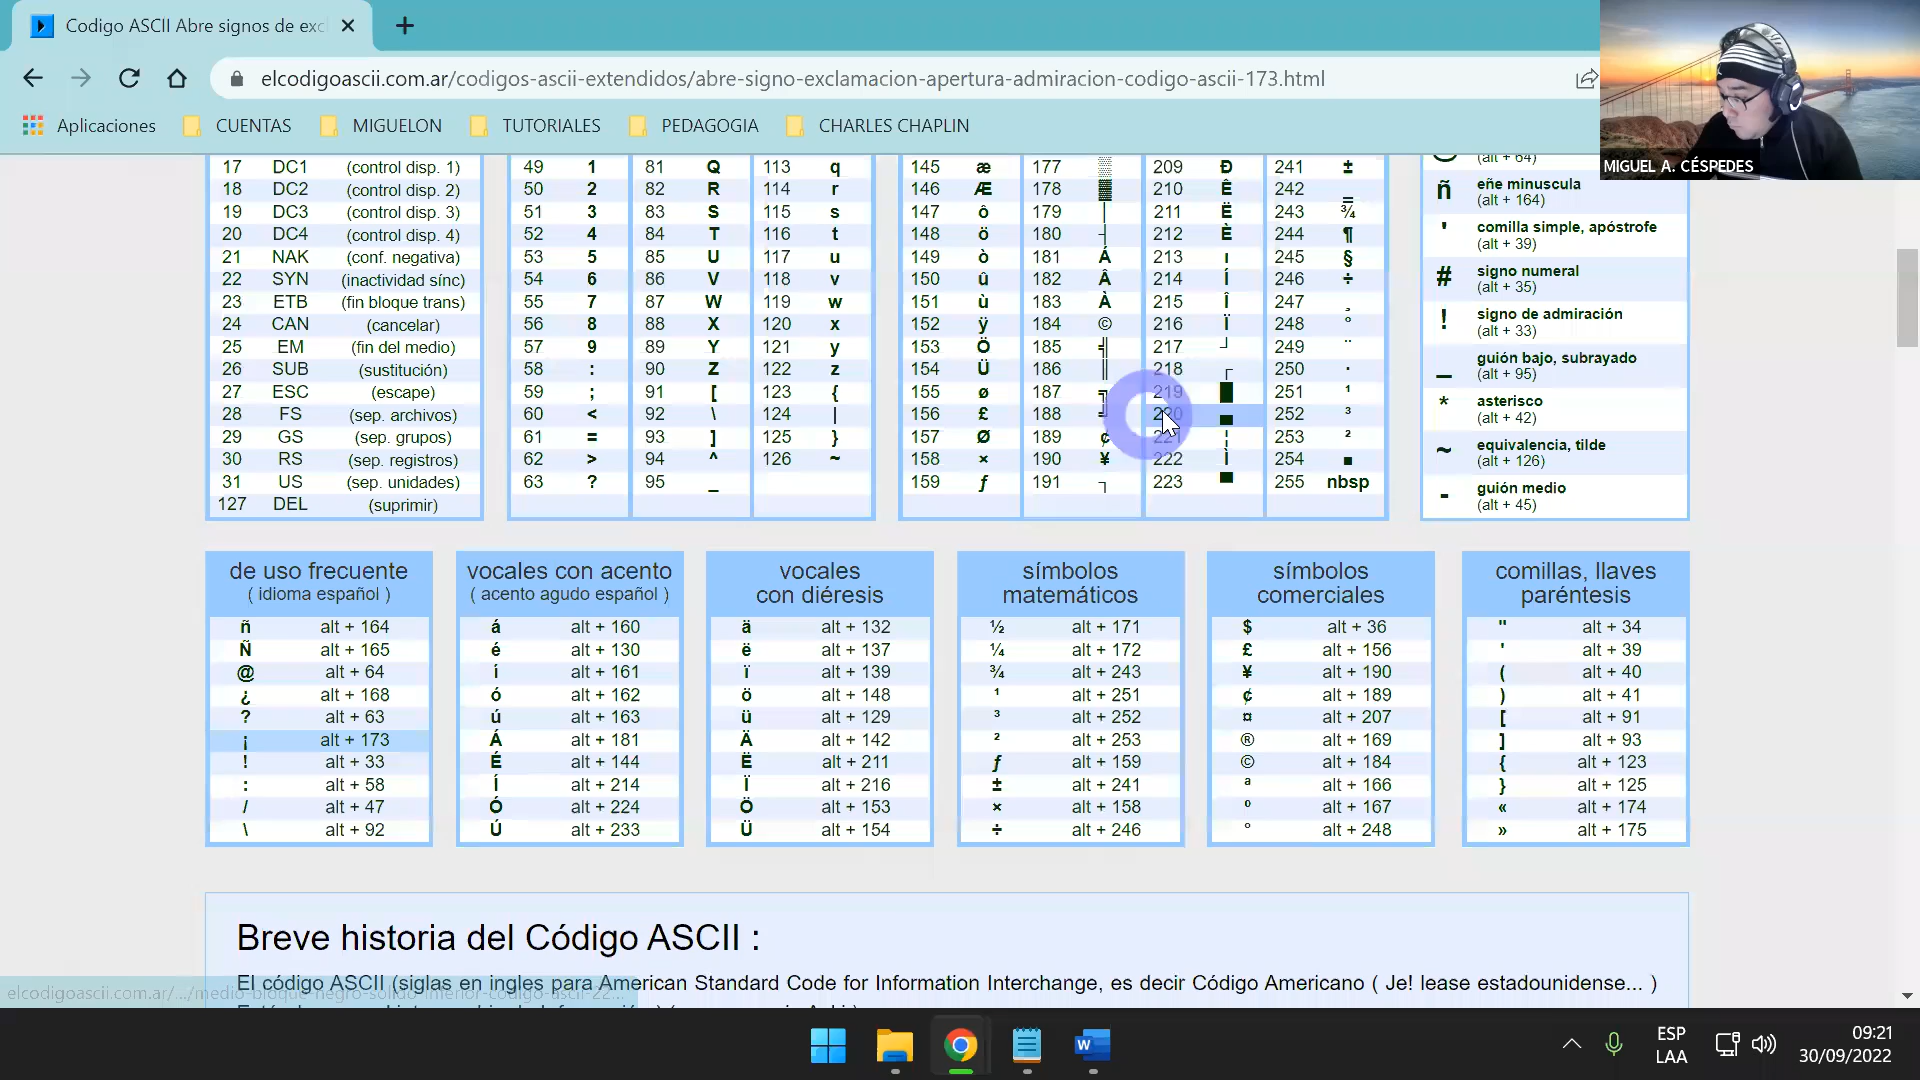 Codigo ASCII Abre signos de exc
elcodigoascii.com.ar/codigos-ascii-extendidos/abre-signo-exclamacion-apertura-admiracion-codigo-ascii-173.html
Aplicaciones CUENTAS MIGUELON TUTORIALES PEDAGOGIA CHARLES CHAPLIN
MIGUEL A. CÉSPEDES
17 DC1 (control disp. 1) 49 1 81 Q 113 q 145 æ 177 ░ 209 Ð 241 ±
18 DC2 (control disp. 2) 50 2 82 R 114 r 146 Æ 178 ▓ 210 Ê 242 ‗
19 DC3 (control disp. 3) 51 3 83 S 115 s 147 ô 179 │ 211 Ë 243 ¾
20 DC4 (control disp. 4) 52 4 84 T 116 t 148 ö 180 ┤ 212 È 244 ¶
21 NAK (conf. negativa) 53 5 85 U 117 u 149 ò 181 Á 213 ı 245 §
22 SYN (inactividad sínc) 54 6 86 V 118 v 150 û 182 Â 214 Í 246 ÷
23 ETB (fin bloque trans) 55 7 87 W 119 w 151 ù 183 À 215 Î 247 ¸
24 CAN (cancelar) 56 8 88 X 120 x 152 ÿ 184 © 216 Ï 248 °
25 EM (fin del medio) 57 9 89 Y 121 y 153 Ö 185 ╣ 217 ┘ 249 ¨
26 SUB (sustitución) 58 : 90 Z 122 z 154 Ü 186 ║ 218 ┌ 250 ·
27 ESC (escape) 59 ; 91 [ 123 { 155 ø 187 ╗ 219 █ 251 ¹
28 FS (sep. archivos) 60 < 92 \ 124 | 156 £ 188 ╝ 220 ▄ 252 ³
29 GS (sep. grupos) 61 = 93 ] 125 } 157 Ø 189 ¢ 221 ¦ 253 ²
30 RS (sep. registros) 62 > 94 ^ 126 ~ 158 × 190 ¥ 222 Ì 254 ■
31 US (sep. unidades) 63 ? 95 _ 159 ƒ 191 ┐ 223 ▀ 255 nbsp
127 DEL (suprimir)
(alt + 64)
ñ eñe minuscula
(alt + 164)
' comilla simple, apóstrofe
(alt + 39)
# signo numeral
(alt + 35)
! signo de admiración
(alt + 33)
_ guión bajo, subrayado
(alt + 95)
* asterisco
(alt + 42)
~ equivalencia, tilde
(alt + 126)
- guión medio
(alt + 45)
de uso frecuente
( idioma español )
ñ alt + 164
Ñ alt + 165
@ alt + 64
¿ alt + 168
? alt + 63
¡ alt + 173
! alt + 33
: alt + 58
/ alt + 47
\ alt + 92
vocales con acento
( acento agudo español )
á alt + 160
é alt + 130
í alt + 161
ó alt + 162
ú alt + 163
Á alt + 181
É alt + 144
Í alt + 214
Ó alt + 224
Ú alt + 233
vocales
con diéresis
ä alt + 132
ë alt + 137
ï alt + 139
ö alt + 148
ü alt + 129
Ä alt + 142
Ë alt + 211
Ï alt + 216
Ö alt + 153
Ü alt + 154
símbolos
matemáticos
½ alt + 171
¼ alt + 172
¾ alt + 243
¹ alt + 251
³ alt + 252
² alt + 253
ƒ alt + 159
± alt + 241
× alt + 158
÷ alt + 246
símbolos
comerciales
$ alt + 36
£ alt + 156
¥ alt + 190
¢ alt + 189
¤ alt + 207
® alt + 169
© alt + 184
ª alt + 166
º alt + 167
° alt + 248
comillas, llaves
paréntesis
" alt + 34
' alt + 39
( alt + 40
) alt + 41
[ alt + 91
] alt + 93
{ alt + 123
} alt + 125
« alt + 174
» alt + 175
Breve historia del Código ASCII :
El código ASCII (siglas en ingles para American Standard Code for Information Interchange, es decir Código Americano ( Je! lease estadounidense... )
elcodigoascii.com.ar/.../medio-bloque-negro-solido-inferior-codigo-ascii-22...
ESP
LAA
09:21
30/09/2022